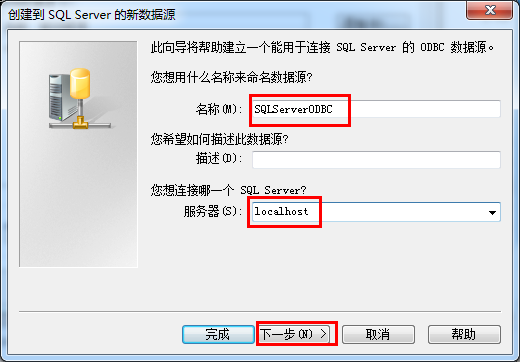 创建到 SQL Server 的新数据源
此向导将帮助建立一个能用于连接 SQL Server 的 ODBC 数据源。
您想用什么名称来命名数据源?
名称(M): SQLServerODBC
您希望如何描述此数据源?
描述(D):
您想连接哪一个 SQL Server?
服务器(S): localhost
完成 下一步(N) > 取消 帮助